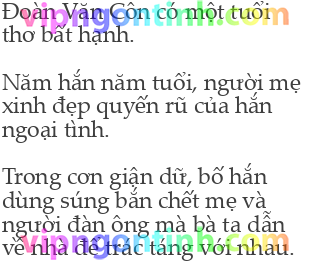 Đoàn Văn Côn có một tuổi
thơ bất hạnh.
Năm hắn năm tuổi, người mẹ
xinh đẹp quyến rũ của hắn
ngoại tình.
Trong cơn giận dữ, bố hắn
dùng súng bắn chết mẹ và
người đàn ông mà bà ta dẫn
về nhà để trác táng với nhau.
vipngontinh.com
vipngontinh.com